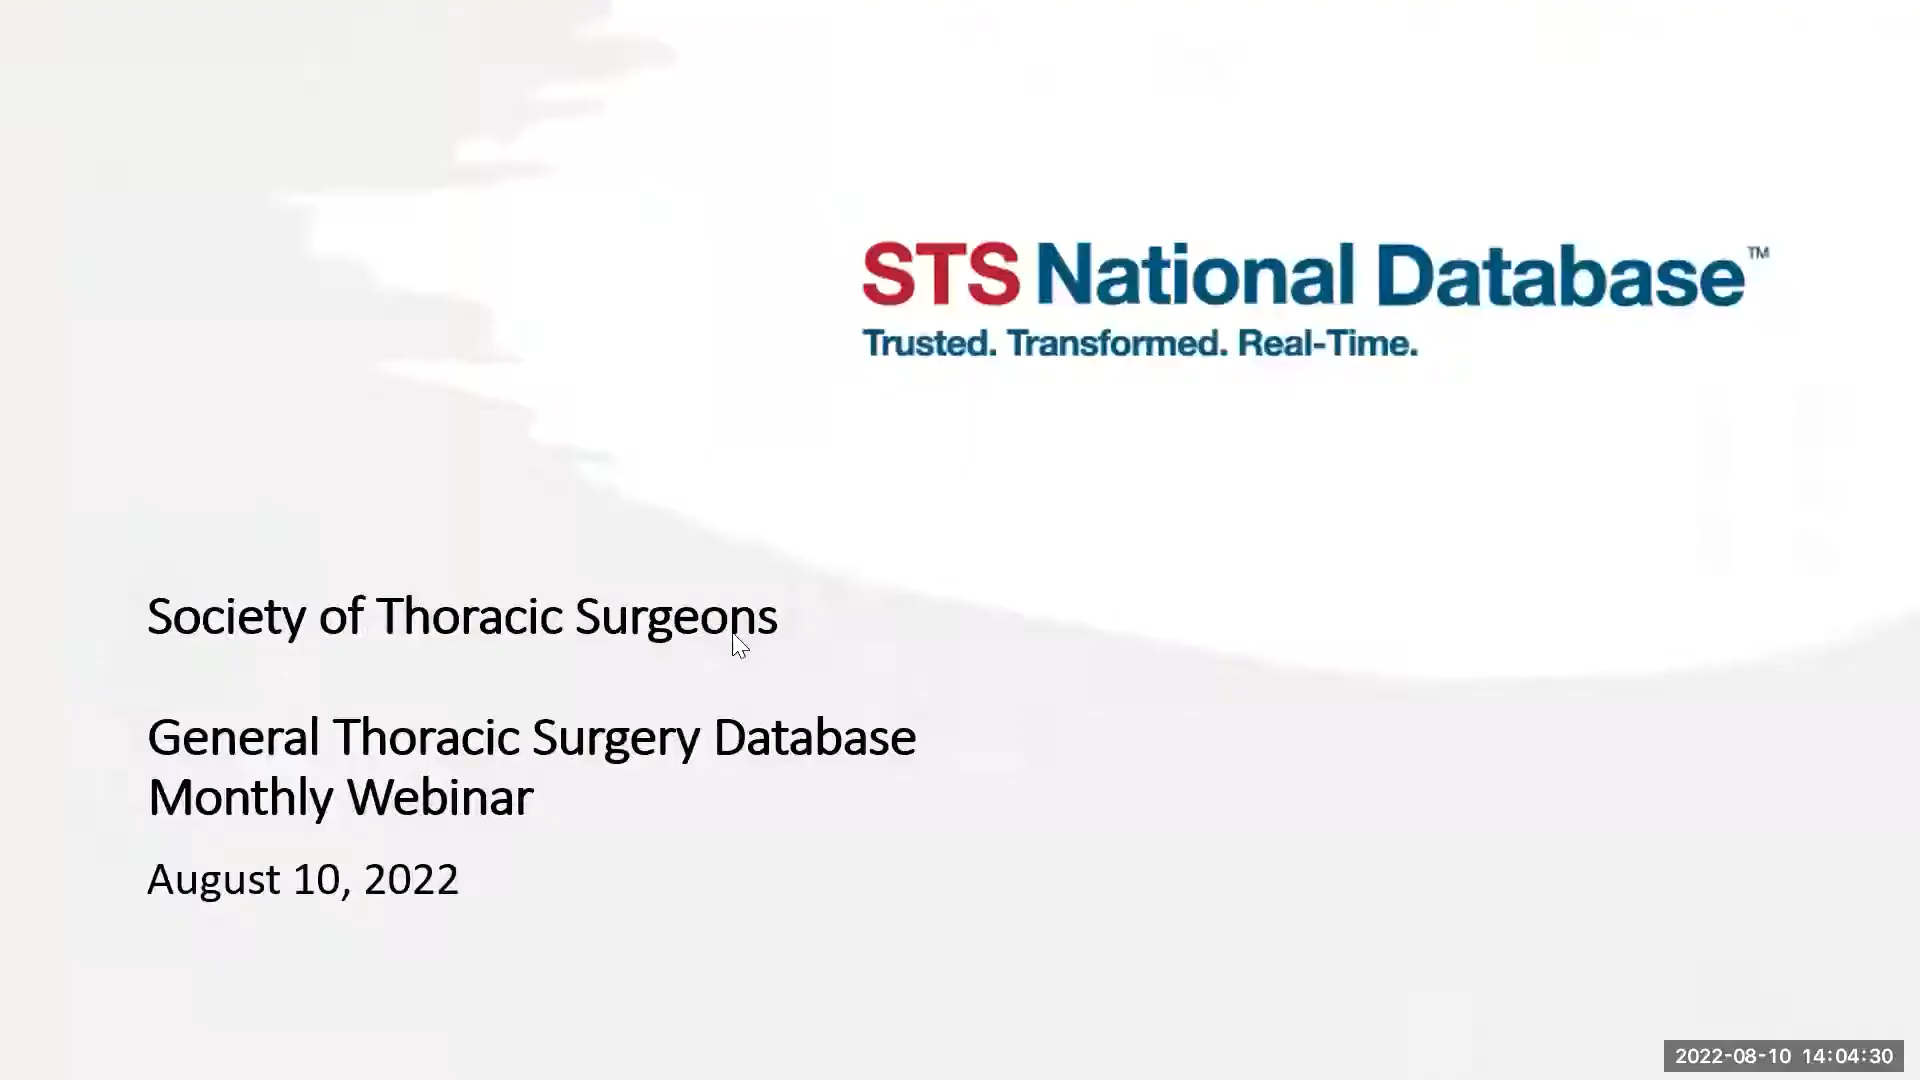 STS National Database™
Trusted. Transformed. Real-Time.
Society of Thoracic Surgeons
General Thoracic Surgery Database
Monthly Webinar
August 10, 2022
2022-08-10 14:04:30